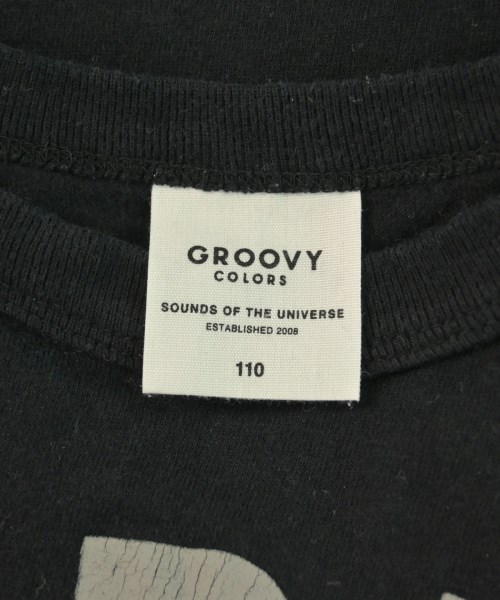 GROOVY
COLORS
SOUNDS OF THE UNIVERSE
ESTABLISHED 2008
110